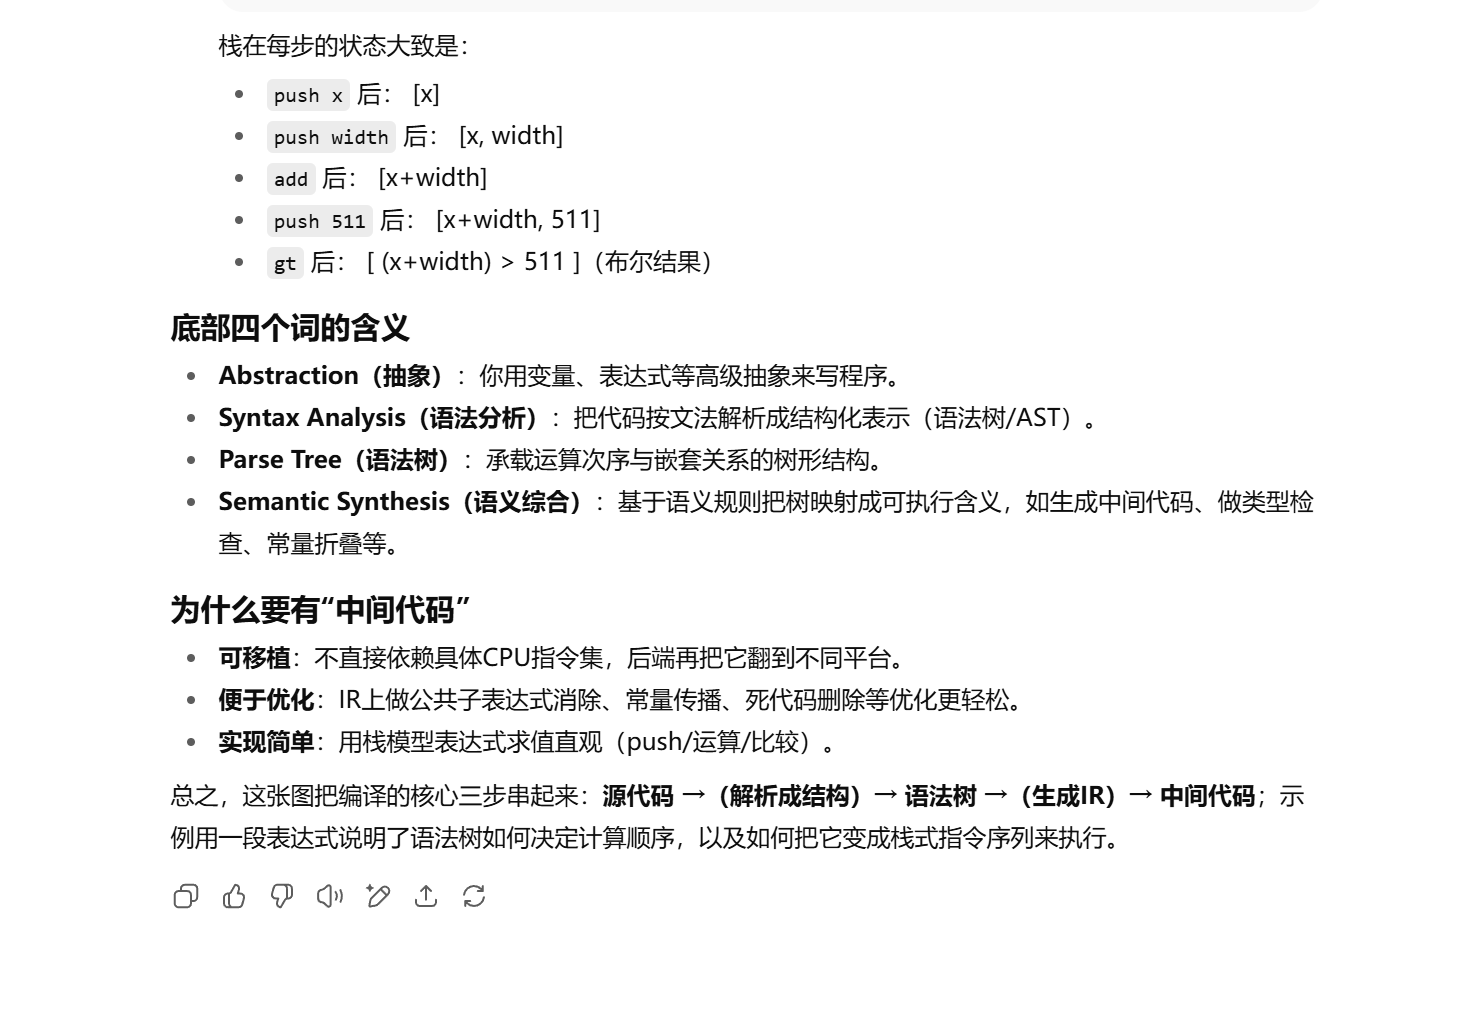 栈在每步的状态大致是：
push x 后： [x]
push width 后： [x, width]
add 后： [x+width]
push 511 后： [x+width, 511]
gt 后： [ (x+width) > 511 ]（布尔结果）
底部四个词的含义
Abstraction（抽象）：你用变量、表达式等高级抽象来写程序。
Syntax Analysis（语法分析）：把代码按文法解析成结构化表示（语法树/AST）。
Parse Tree（语法树）：承载运算次序与嵌套关系的树形结构。
Semantic Synthesis（语义综合）：基于语义规则把树映射成可执行含义，如生成中间代码、做类型检
查、常量折叠等。
为什么要有“中间代码”
可移植：不直接依赖具体CPU指令集，后端再把它翻到不同平台。
便于优化：IR上做公共子表达式消除、常量传播、死代码删除等优化更轻松。
实现简单：用栈模型表达式求值直观（push/运算/比较）。
总之，这张图把编译的核心三步串起来：源代码 →（解析成结构）→ 语法树 →（生成IR）→ 中间代码；示
例用一段表达式说明了语法树如何决定计算顺序，以及如何把它变成栈式指令序列来执行。